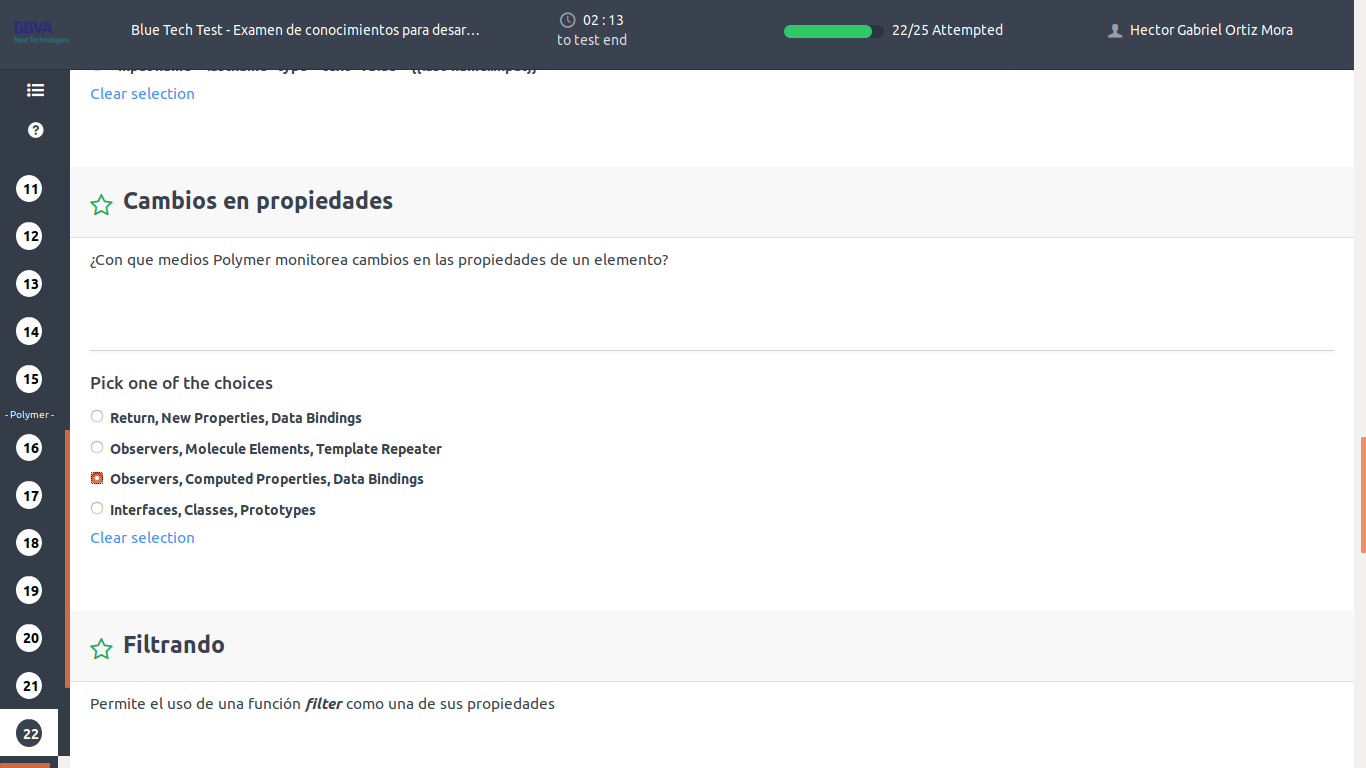 BBVA
Next Technologies
Blue Tech Test - Examen de conocimientos para desar…
02 : 13
to test end
22/25 Attempted
Hector Gabriel Ortiz Mora
Clear selection
Cambios en propiedades
¿Con que medios Polymer monitorea cambios en las propiedades de un elemento?
Pick one of the choices
Return, New Properties, Data Bindings
Observers, Molecule Elements, Template Repeater
Observers, Computed Properties, Data Bindings
Interfaces, Classes, Prototypes
Clear selection
Filtrando
Permite el uso de una función filter como una de sus propiedades
?
11
12
13
14
15
- Polymer -
16
17
18
19
20
21
22